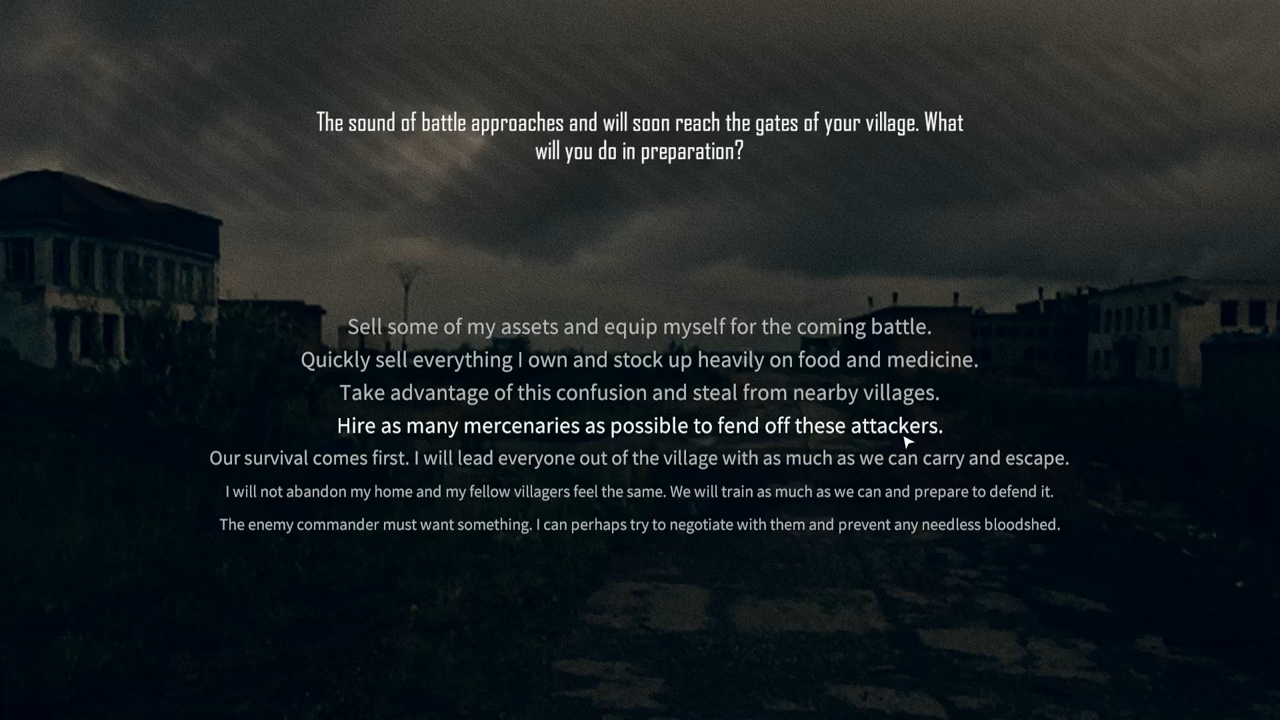 The sound of battle approaches and will soon reach the gates of your village. What
will you do in preparation?
Sell some of my assets and equip myself for the coming battle.
Quickly sell everything I own and stock up heavily on food and medicine.
Take advantage of this confusion and steal from nearby villages.
Hire as many mercenaries as possible to fend off these attackers.
Our survival comes first. I will lead everyone out of the village with as much as we can carry and escape.
I will not abandon my home and my fellow villagers feel the same. We will train as much as we can and prepare to defend it.
The enemy commander must want something. I can perhaps try to negotiate with them and prevent any needless bloodshed.